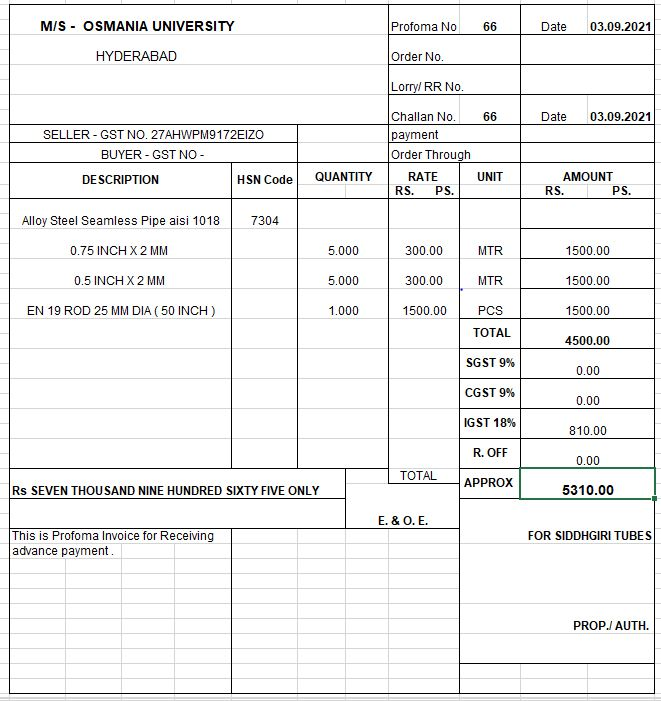 M/S - OSMANIA UNIVERSITY Profoma No 66 Date 03.09.2021
HYDERABAD Order No.
Lorry/ RR No.
Challan No. 66 Date 03.09.2021
SELLER - GST NO. 27AHWPM9172EIZO payment
BUYER - GST NO - Order Through
DESCRIPTION HSN Code QUANTITY RATE UNIT AMOUNT
RS. PS. RS. PS.
Alloy Steel Seamless Pipe aisi 1018 7304
0.75 INCH X 2 MM 5.000 300.00 MTR 1500.00
0.5 INCH X 2 MM 5.000 300.00 MTR 1500.00
EN 19 ROD 25 MM DIA ( 50 INCH ) 1.000 1500.00 PCS 1500.00
TOTAL 4500.00
SGST 9% 0.00
CGST 9% 0.00
IGST 18% 810.00
R. OFF 0.00
TOTAL APPROX 5310.00
Rs SEVEN THOUSAND NINE HUNDRED SIXTY FIVE ONLY
E. & O. E.
This is Profoma Invoice for Receiving FOR SIDDHGIRI TUBES
advance payment .
PROP./ AUTH.